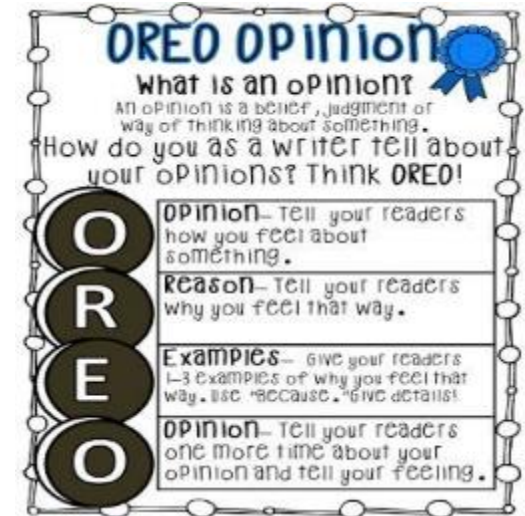 OREO OPINION
What is an opinion?
An opinion is a belief, judgment or
way of thinking about something.
How do you as a writer tell about
your opinions? Think OREO!
O
Opinion- Tell your readers
how you feel about
something.
R
Reason- Tell your readers
why you feel that way.
E
Examples- Give your readers
1-3 examples of why you feel that
way. Use "Because." Give details!
O
Opinion- Tell your readers
one more time about your
opinion and tell your feeling.